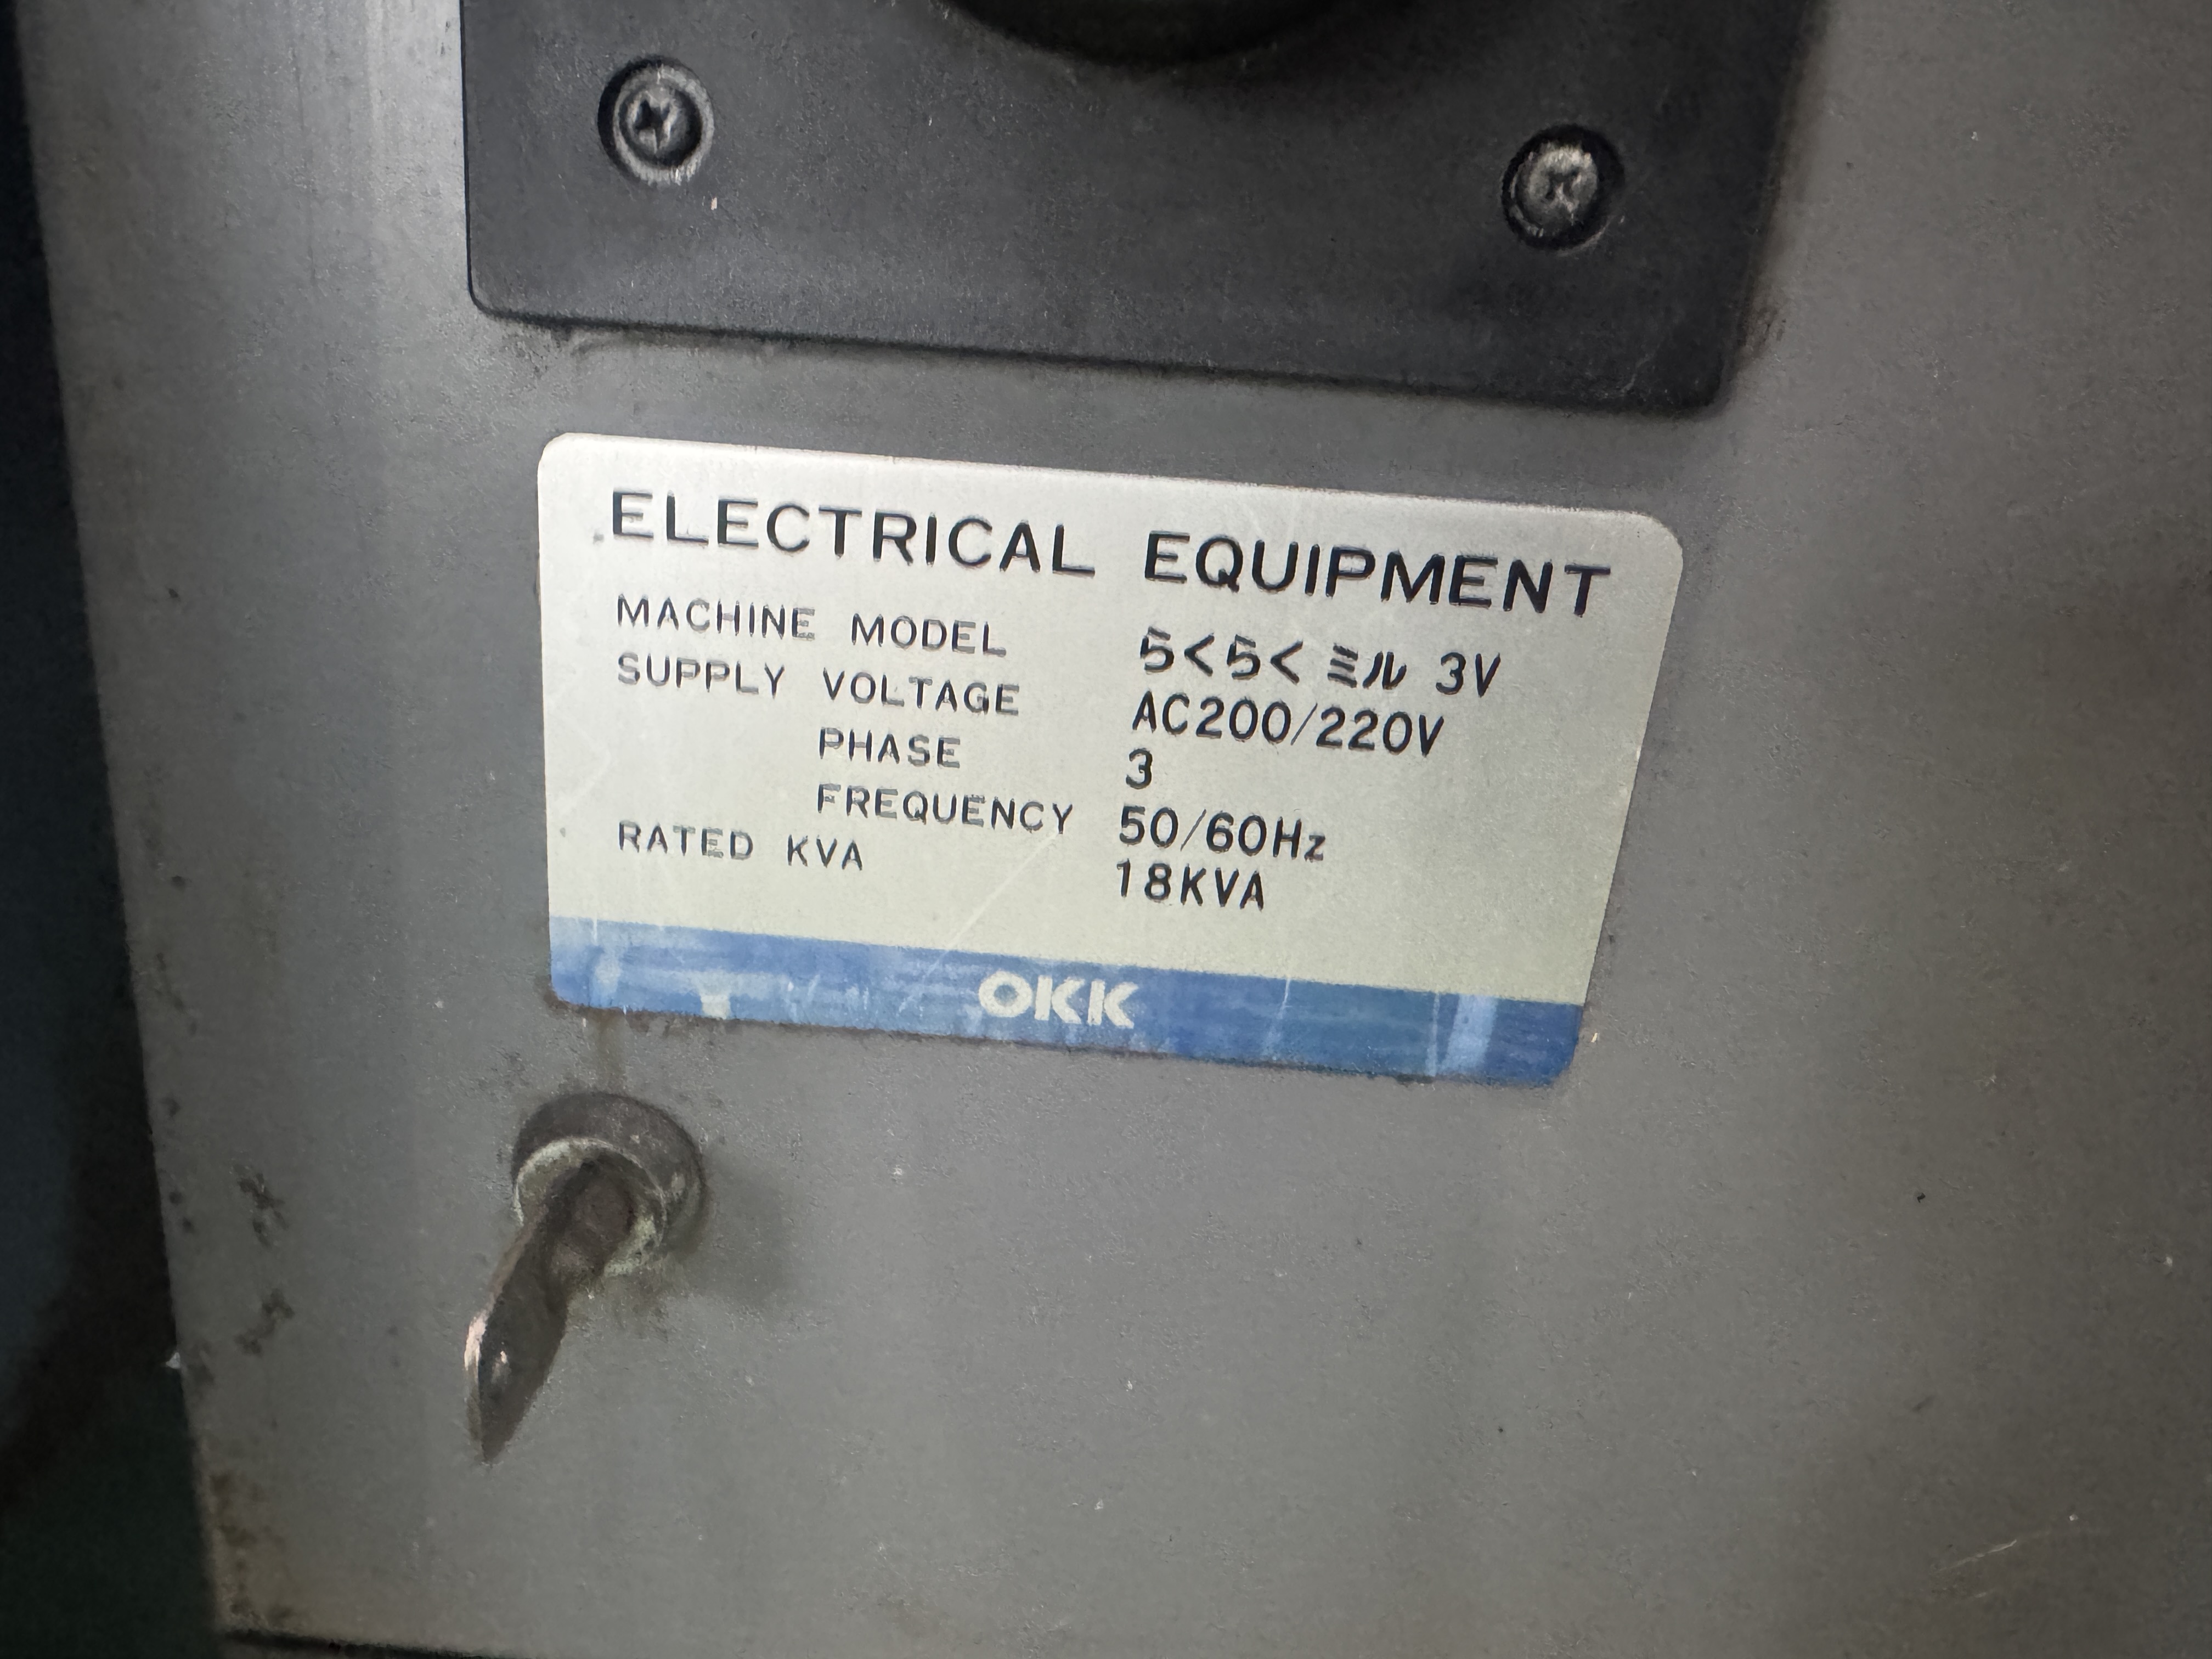 ELECTRICAL EQUIPMENT
MACHINE MODEL らくらくミル 3V
SUPPLY VOLTAGE AC200/220V
PHASE 3
FREQUENCY 50/60Hz
RATED KVA 18KVA
OKK